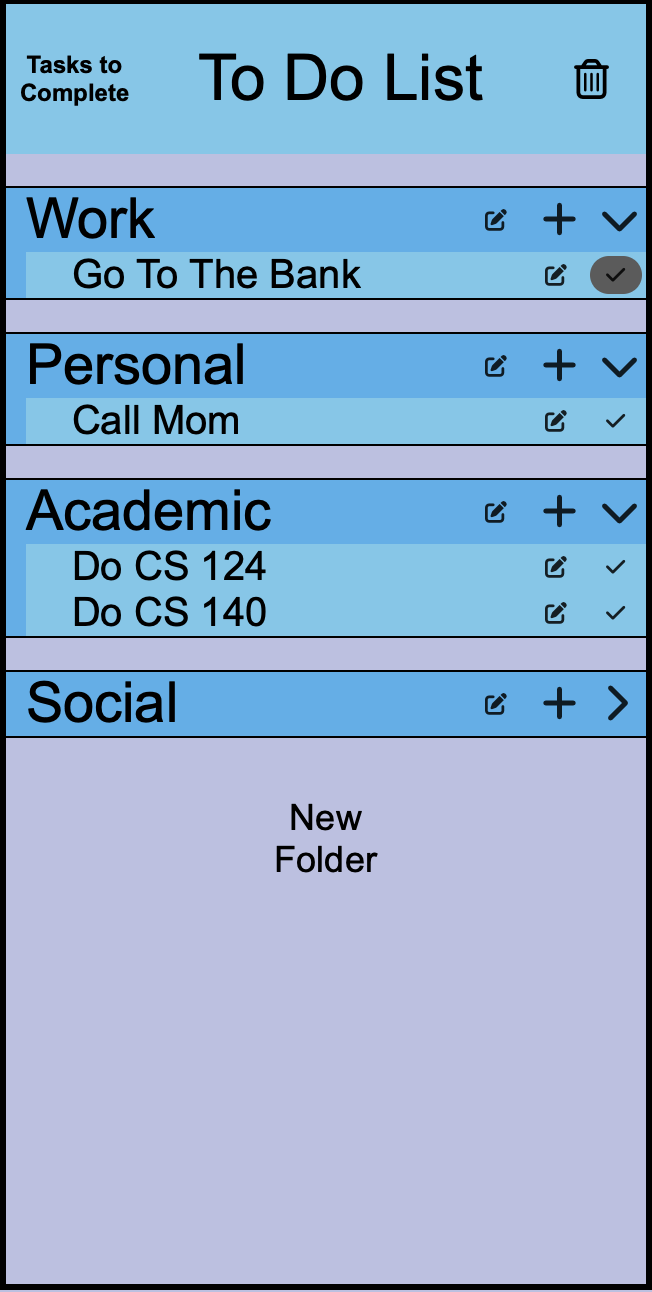 Tasks to
Complete
To Do List
Work
Go To The Bank
Personal
Call Mom
Academic
Do CS 124
Do CS 140
Social
New
Folder